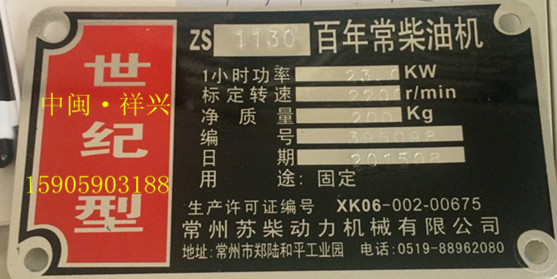 世纪型
中闽·祥兴
15905903188
ZS 1130 百年常柴油机
1小时功率 KW
标定转速 2200r/min
净质量 200Kg
编号 395098
日期 201508
用途: 固定
生产许可证编号 XK06-002-00675
常州苏柴动力机械有限公司
地址: 常州市郑陆和平工业园 电话: 0519-88962080